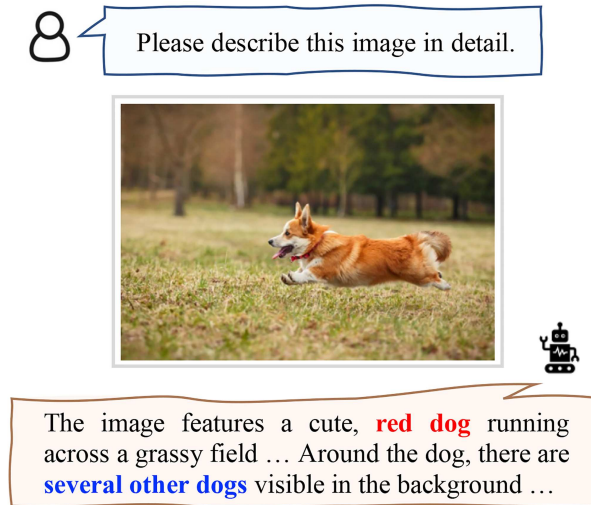 Please describe this image in detail.
The image features a cute, red dog running
across a grassy field … Around the dog, there are
several other dogs visible in the background …